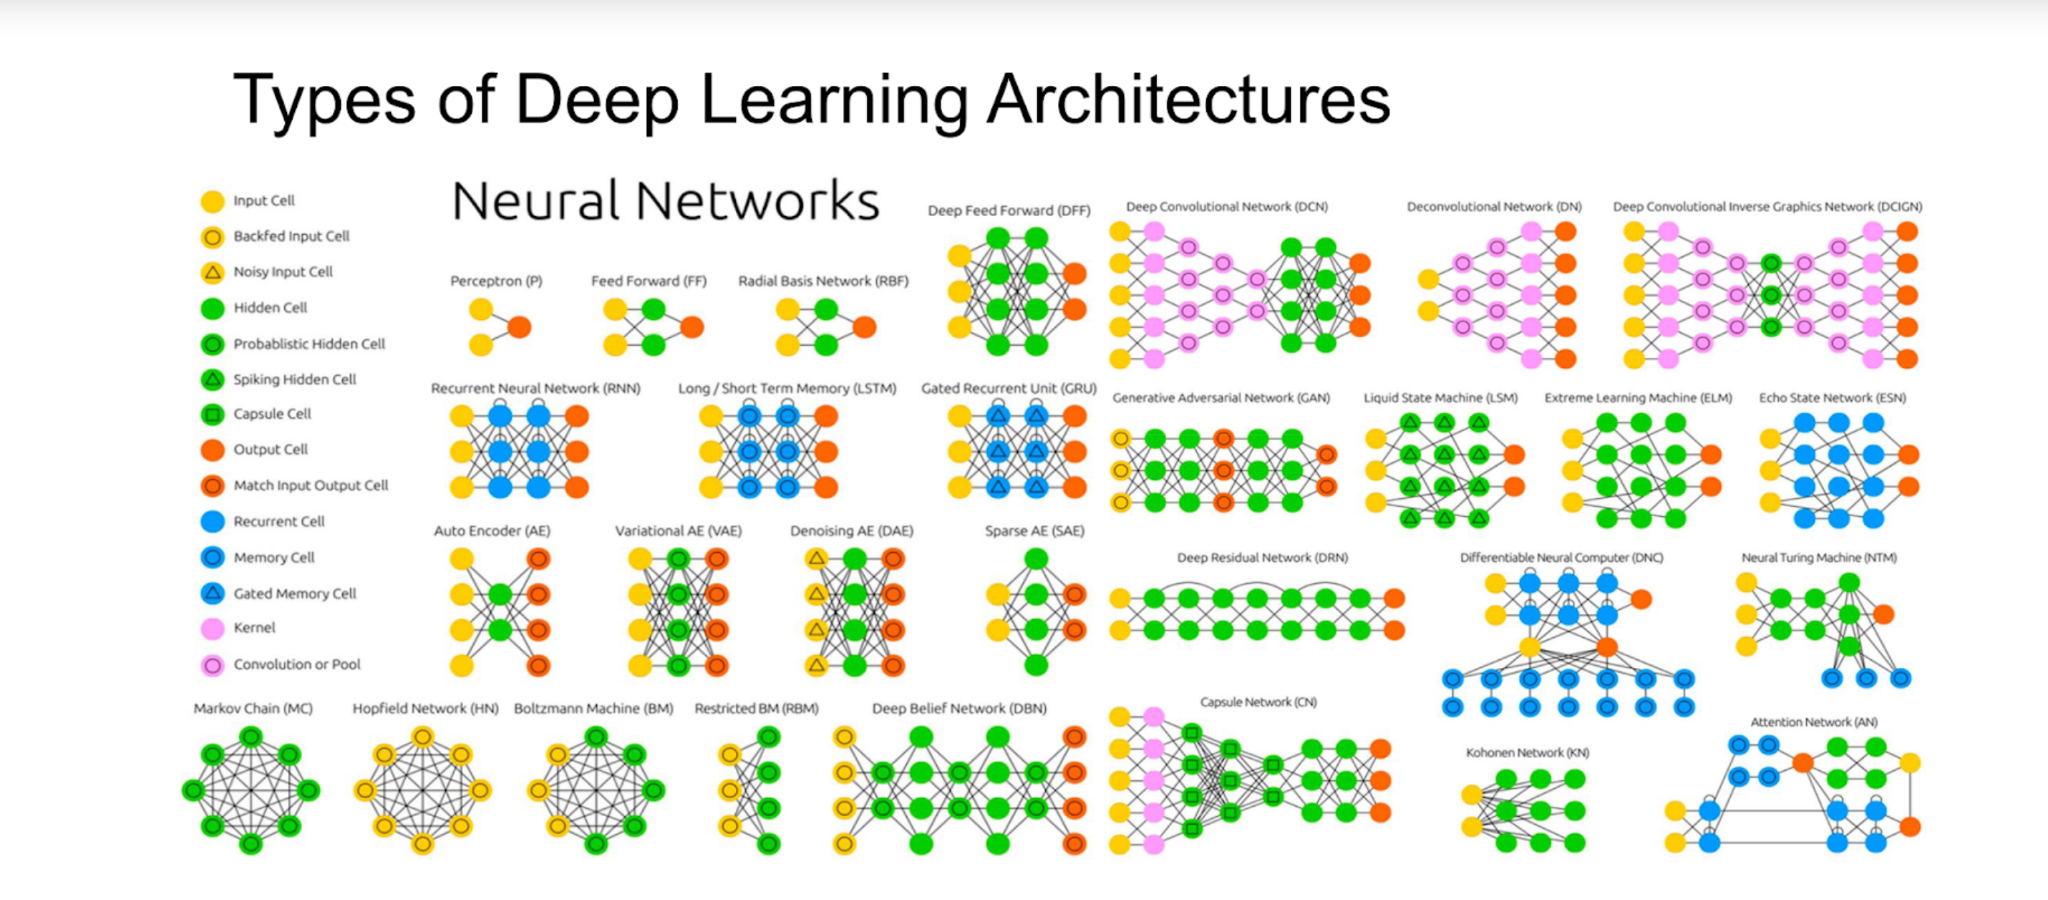 Types of Deep Learning Architectures
Neural Networks
Input Cell
Backfed Input Cell
Noisy Input Cell
Hidden Cell
Probablistic Hidden Cell
Spiking Hidden Cell
Capsule Cell
Output Cell
Match Input Output Cell
Recurrent Cell
Memory Cell
Gated Memory Cell
Kernel
Convolution or Pool
Perceptron (P)
Feed Forward (FF)
Radial Basis Network (RBF)
Deep Feed Forward (DFF)
Recurrent Neural Network (RNN)
Long / Short Term Memory (LSTM)
Gated Recurrent Unit (GRU)
Auto Encoder (AE)
Variational AE (VAE)
Denoising AE (DAE)
Sparse AE (SAE)
Markov Chain (MC)
Hopfield Network (HN)
Boltzmann Machine (BM)
Restricted BM (RBM)
Deep Belief Network (DBN)
Deep Convolutional Network (DCN)
Deconvolutional Network (DN)
Deep Convolutional Inverse Graphics Network (DCIGN)
Generative Adversarial Network (GAN)
Liquid State Machine (LSM)
Extreme Learning Machine (ELM)
Echo State Network (ESN)
Deep Residual Network (DRN)
Differentiable Neural Computer (DNC)
Neural Turing Machine (NTM)
Capsule Network (CN)
Kohonen Network (KN)
Attention Network (AN)